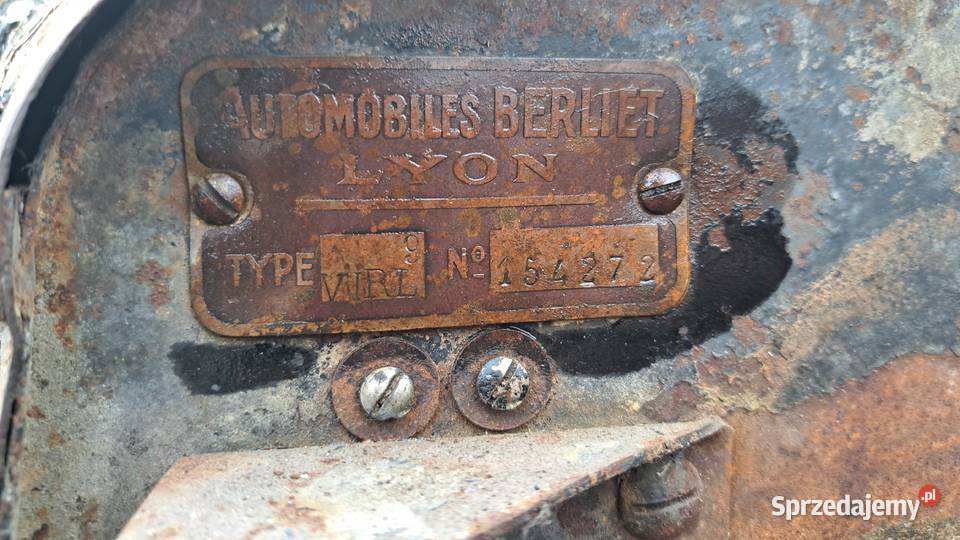 AUTOMOBILES BERLIET
LYON
TYPE VIRL 9 No 154272
Sprzedajemy.pl